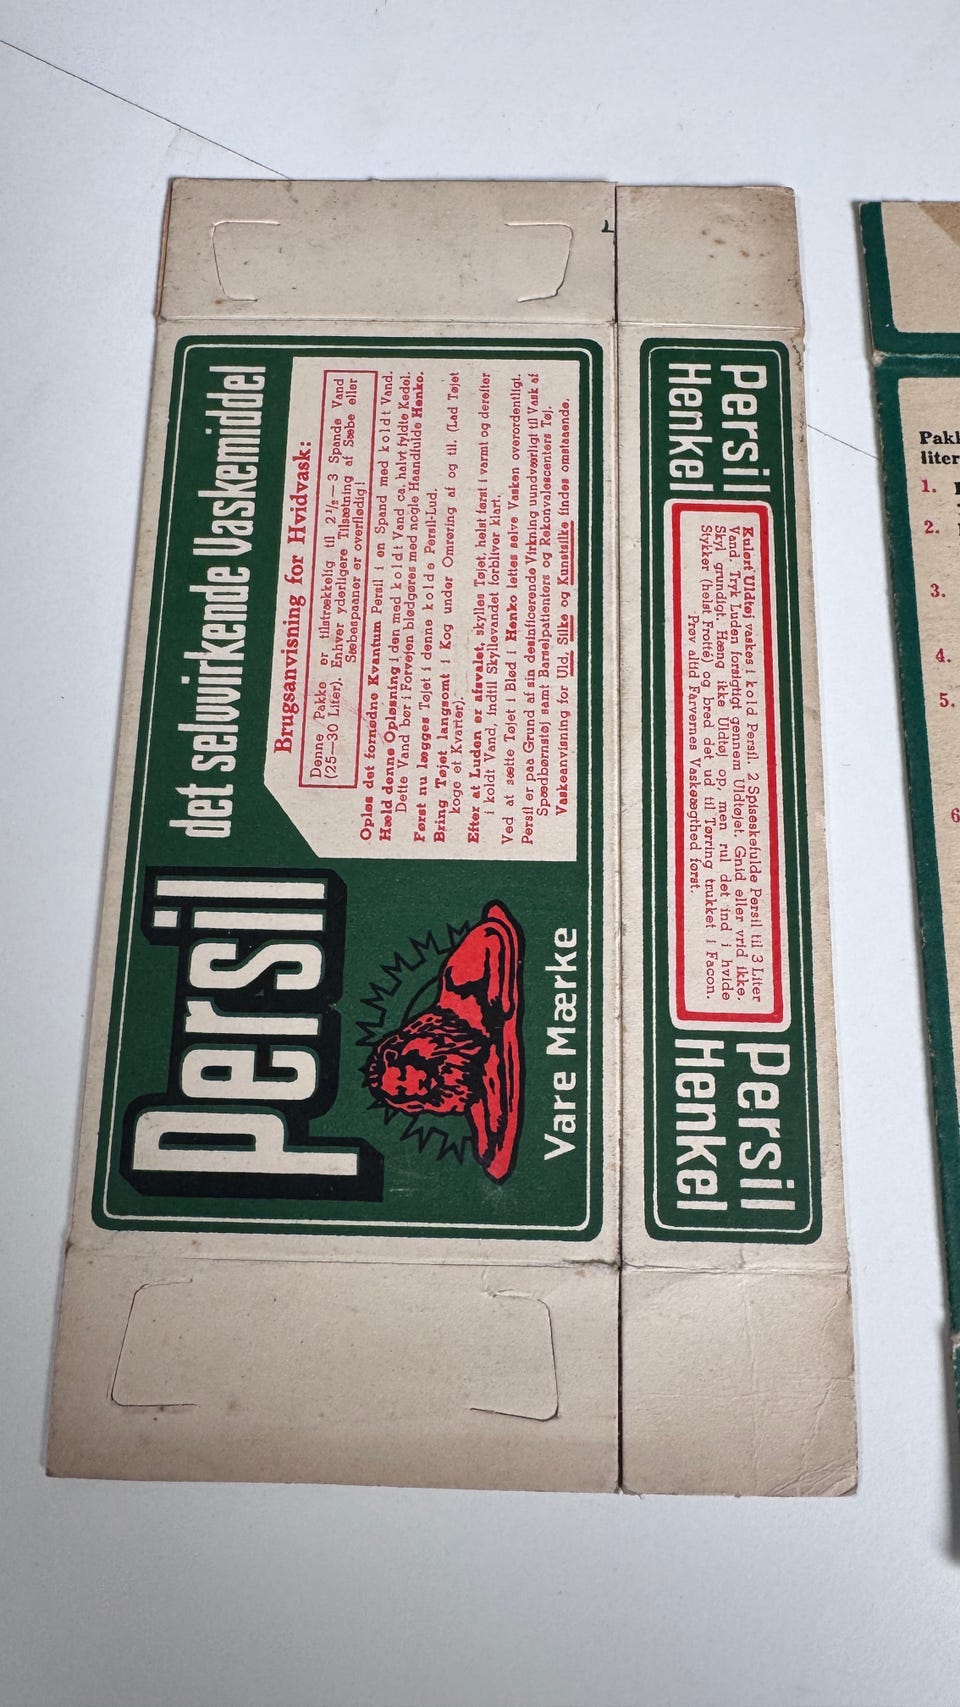 Persil det selvvirkende Vaskemiddel
Brugsanvisning for Hvidvask:
Denne Pakke er tilstrækkelig til 2½—3 Spande Vand
(25—30 Liter). Enhver yderligere Tilsætning af Sæbe eller
Sæbespaaner er overflødig!
Opløs det fornødne Kvantum Persil i en Spand med koldt Vand.
Hæld denne Opløsning i den med koldt Vand ca. halvt fyldte Kedel.
Dette Vand bør i Forvejen blødgøres med nogle Haandfulde Henko.
Først nu lægges Tøjet i denne kolde Persil-Lud.
Bring Tøjet langsomt i Kog under Omrøring af og til. (Lad Tøjet
koge et Kvarter).
Efter at Luden er afsvalet, skylles Tøjet, helst først i varmt og derefter
i koldt Vand, indtil Skyllevandet forbliver klart.
Ved at sætte Tøjet i Blød i Henko lettes selve Vasken overordentligt.
Persil er paa Grund af sin desinficerende Virkning uundværligt til Vask af
Spædbørnstøj samt Barselpatienters og Rekonvalescenters Tøj.
Vaskeanvisning for Uld, Silke og Kunstsilke findes omstaaende.
Vare Mærke
Persil
Henkel
Kulørt Uldtøj vaskes i kold Persil. 2 Spiseskefulde Persil til 3 Liter
Vand. Tryk Luden forsigtigt gennem Uldtøjet. Gnid eller vrid ikke.
Skyl grundigt. Hæng ikke Uldtøj op, men rul det ind i hvide
Stykker (helst Frotté) og bred det ud til Tørring trukket i Facon.
Prøv altid Farvernes Vaskeægthed først.
Persil
Henkel
Pakk
liter
1.
2.
3.
4.
5.
6